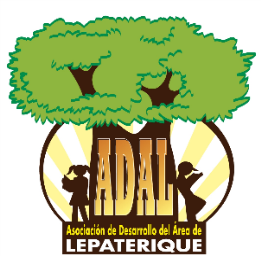 ADAL
Asociación de Desarrollo del Área de
LEPATERIQUE